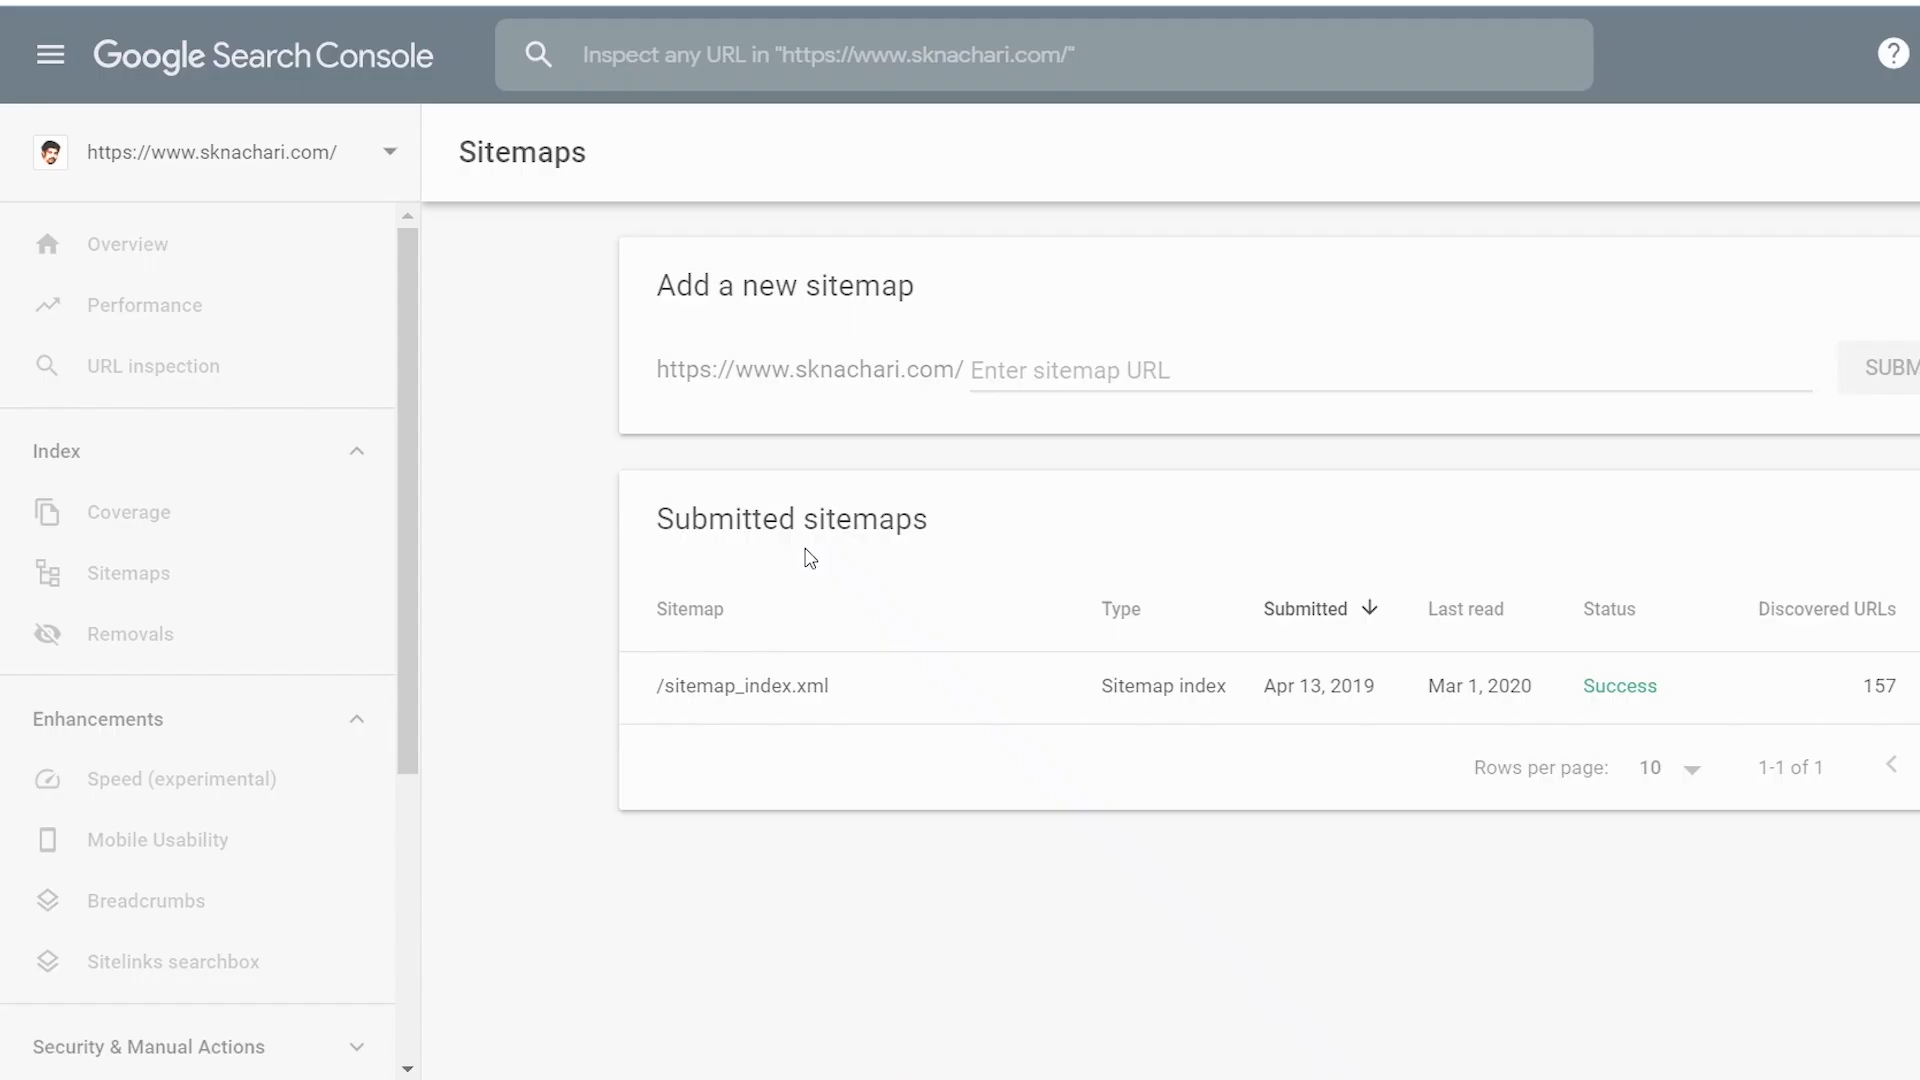 Google Search Console
Inspect any URL in "https://www.sknachari.com/"
?
https://www.sknachari.com/
Sitemaps
Overview
Performance
URL inspection
Index
Coverage
Sitemaps
Removals
Enhancements
Speed (experimental)
Mobile Usability
Breadcrumbs
Sitelinks searchbox
Security & Manual Actions
Add a new sitemap
https://www.sknachari.com/ Enter sitemap URL
SUBM
Submitted sitemaps
Sitemap Type Submitted Last read Status Discovered URLs
/sitemap_index.xml Sitemap index Apr 13, 2019 Mar 1, 2020 Success 157
Rows per page: 10 1-1 of 1